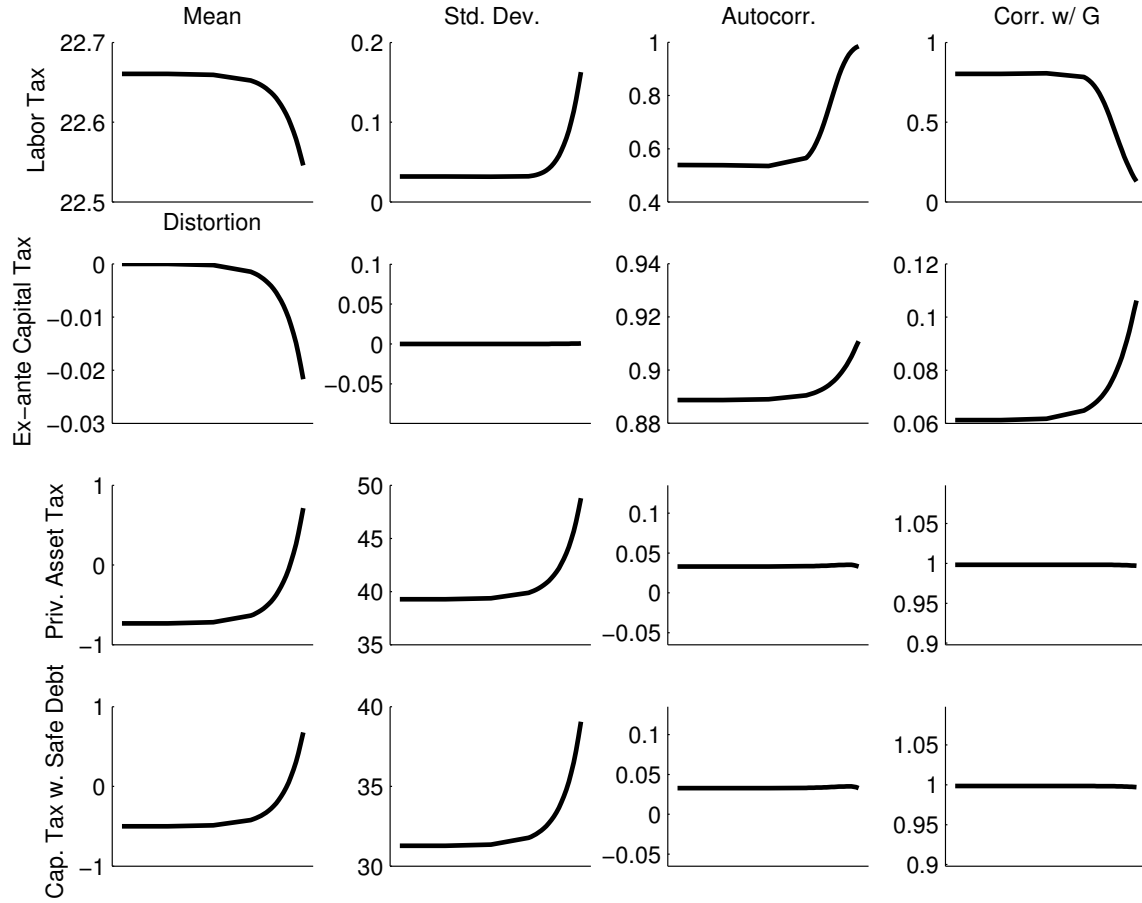 Mean Std. Dev. Autocorr. Corr. w/ G
Labor Tax
22.7 0.2 1 1
0.8
22.6 0.1 0.5
0.6
22.5 0 0.4 0
Distortion
Ex−ante Capital Tax
0 0.1 0.94 0.12
0.05
−0.01 0.92 0.1
0
−0.02 0.9 0.08
−0.05
−0.03 0.88 0.06
Priv. Asset Tax
1 50
0.1 1.05
45
0 0.05 1
40 0
0.95
−0.05
−1 35 0.9
Cap. Tax w. Safe Debt
1 40
0.1 1.05
0 35 0.05 1
0
0.95
−0.05
−1 30 0.9